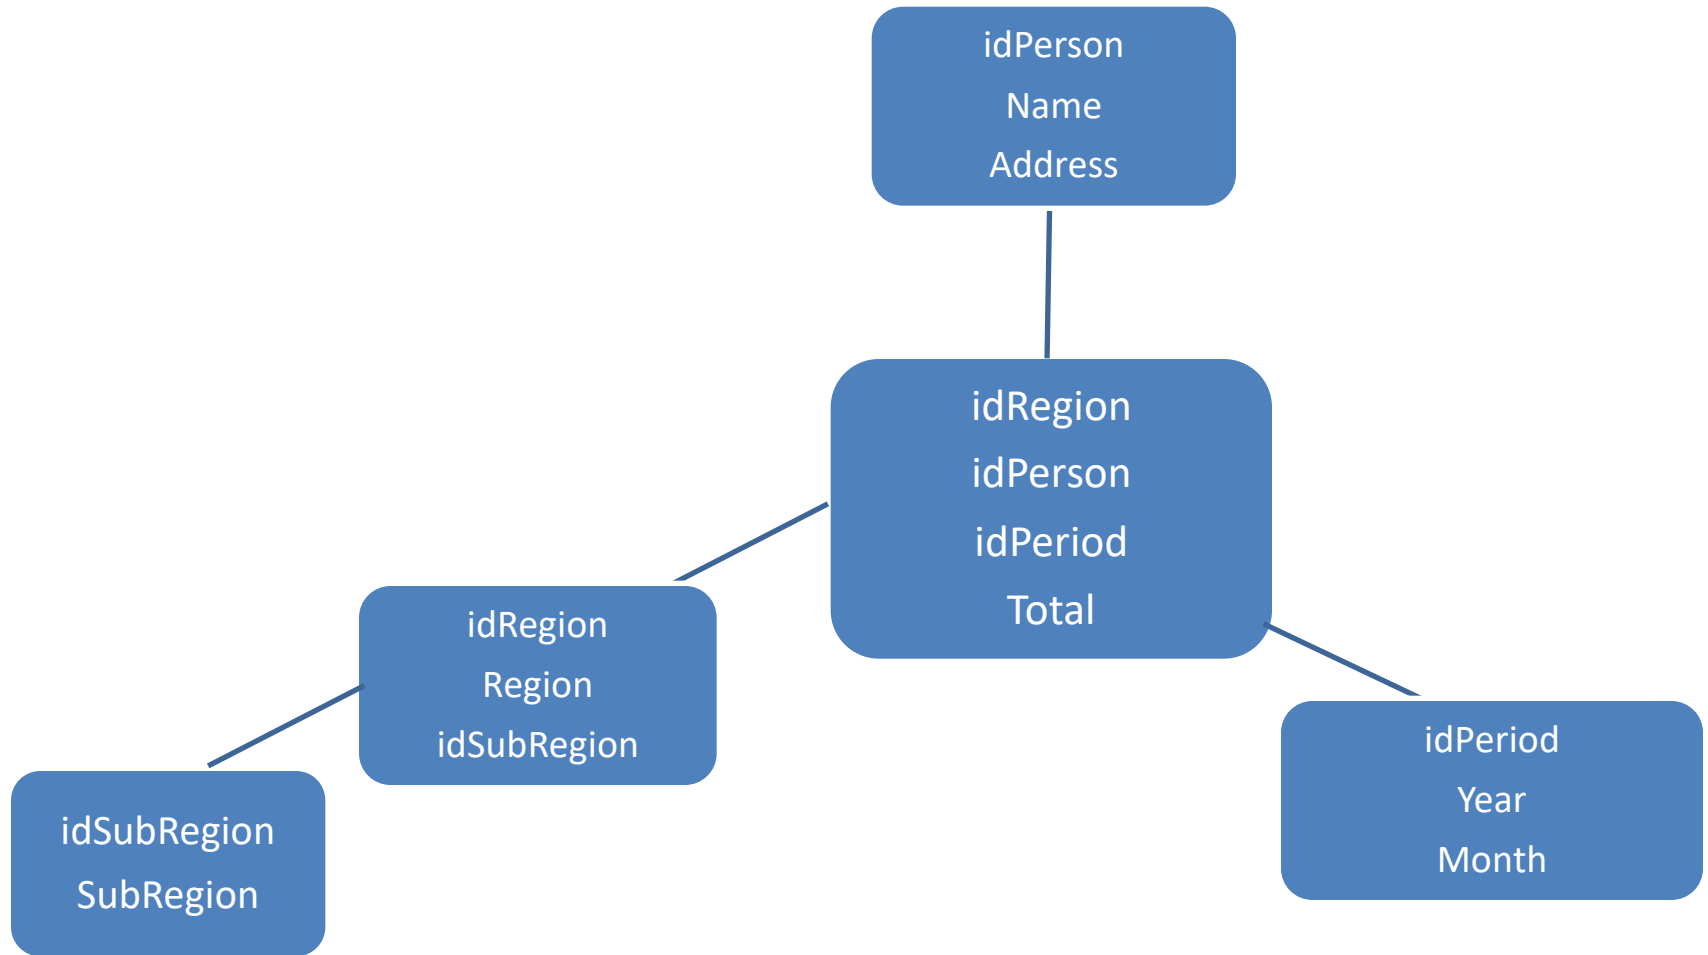 idPerson
Name
Address
idRegion
idPerson
idPeriod
Total
idRegion
Region
idSubRegion
idSubRegion
SubRegion
idPeriod
Year
Month